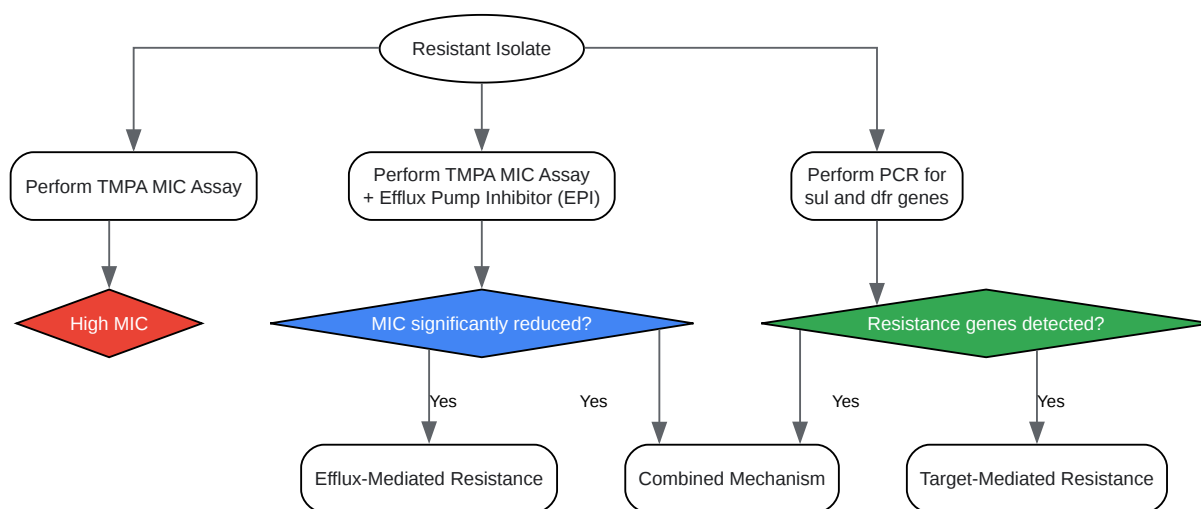 Resistant Isolate
Perform TMPA MIC Assay
Perform TMPA MIC Assay
+ Efflux Pump Inhibitor (EPI)
Perform PCR for
sul and dfr genes
High MIC
MIC significantly reduced?
Resistance genes detected?
Yes
Yes
Yes
Yes
Efflux-Mediated Resistance
Combined Mechanism
Target-Mediated Resistance